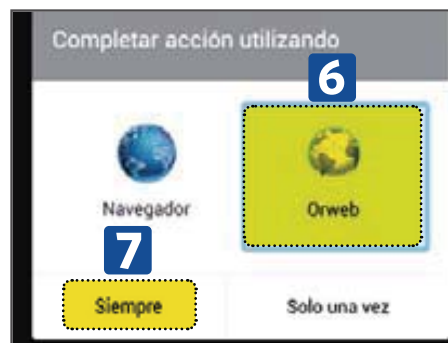 Completar acción utilizando
6
Navegador
Orweb
7
Siempre
Solo una vez